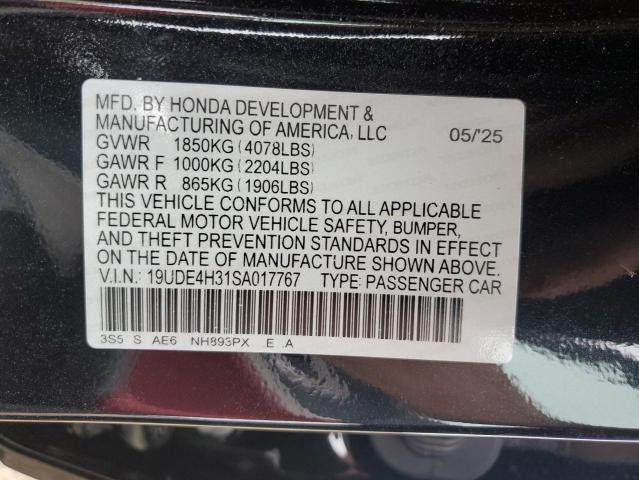 MFD. BY HONDA DEVELOPMENT &
MANUFACTURING OF AMERICA, LLC 05/'25
GVWR 1850KG (4078LBS)
GAWR F 1000KG (2204LBS)
GAWR R 865KG (1906LBS)
THIS VEHICLE CONFORMS TO ALL APPLICABLE
FEDERAL MOTOR VEHICLE SAFETY, BUMPER,
AND THEFT PREVENTION STANDARDS IN EFFECT
ON THE DATE OF MANUFACTURE SHOWN ABOVE.
V.I.N.: 19UDE4H31SA017767 TYPE: PASSENGER CAR
3S5 S AE6 NH893PX .E .A